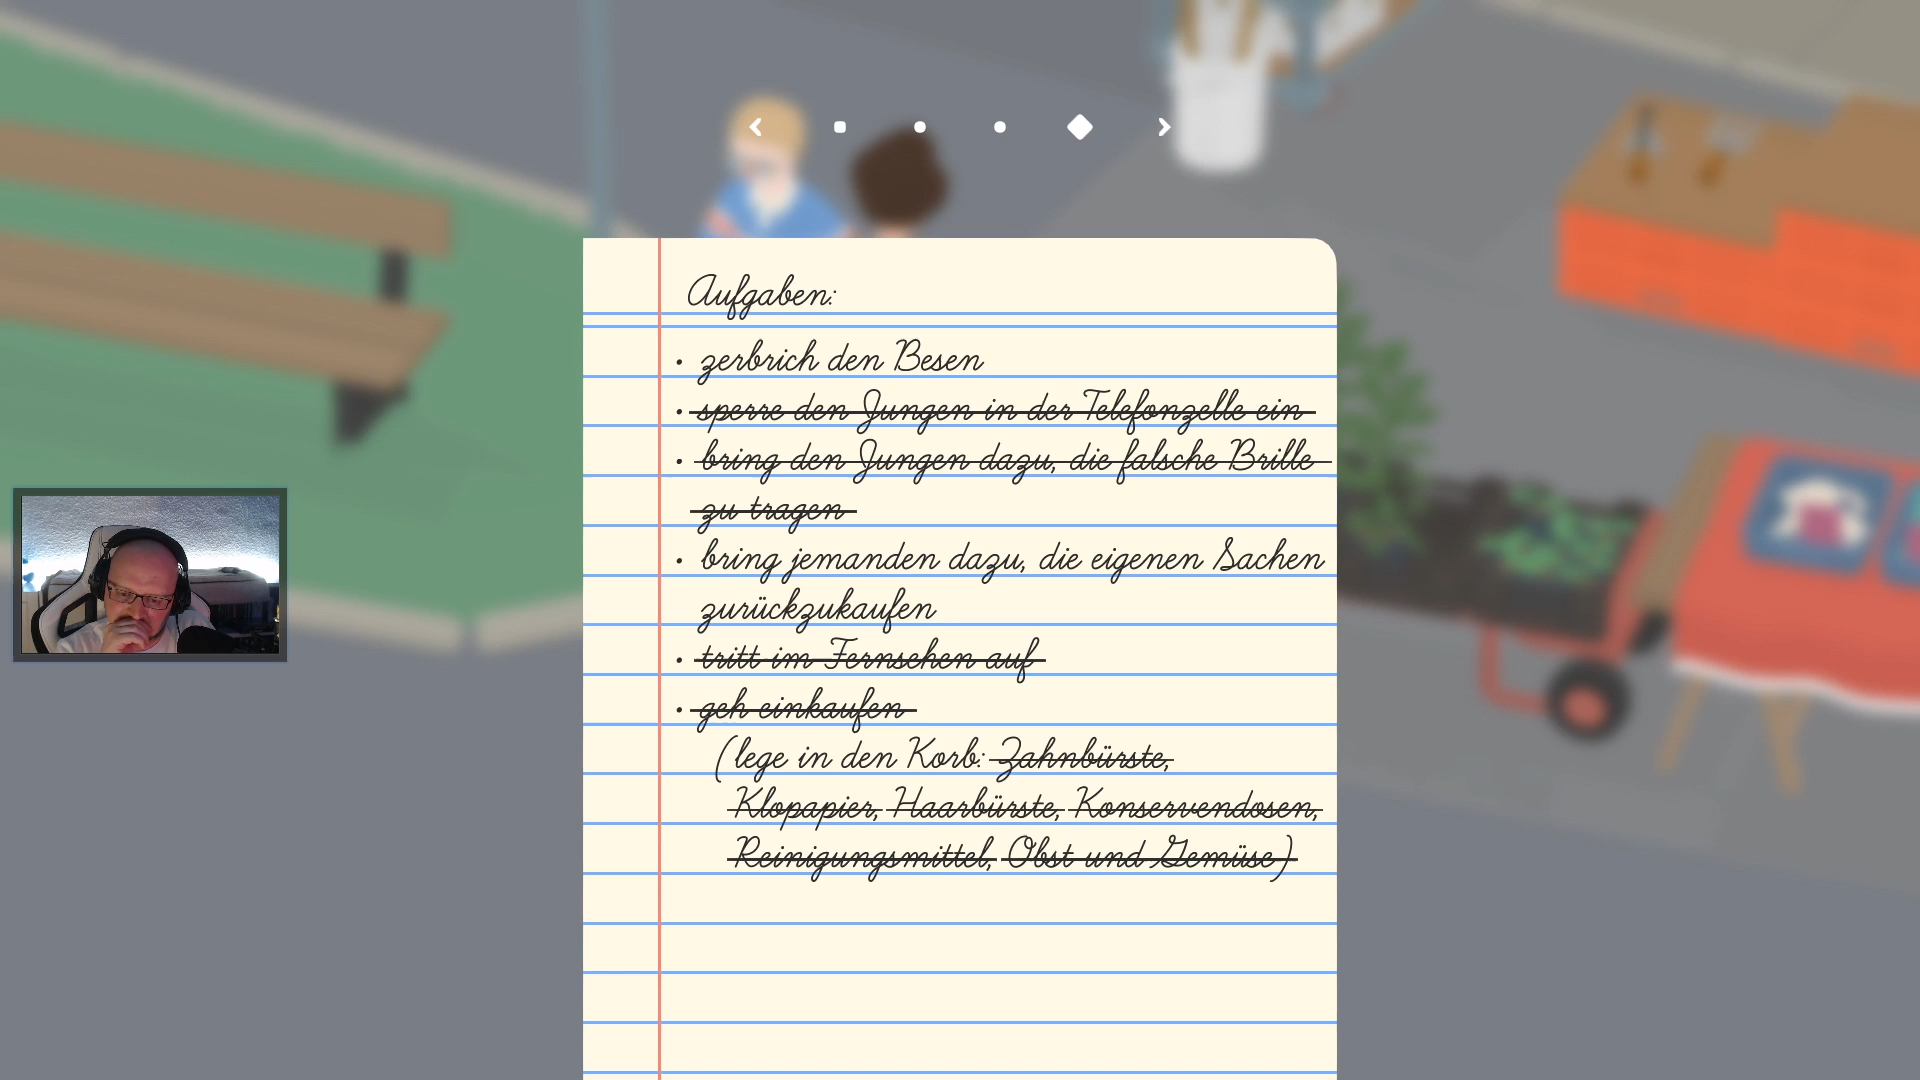 Aufgaben:
• zerbrich den Besen
• sperre den Jungen in der Telefonzelle ein
• bring den Jungen dazu, die falsche Brille
zu tragen
• bring jemanden dazu, die eigenen Sachen
zurückzukaufen
• tritt im Fernsehen auf
• geh einkaufen
(lege in den Korb: Zahnbürste,
Klopapier, Haarbürste, Konservendosen,
Reinigungsmittel, Obst und Gemüse)